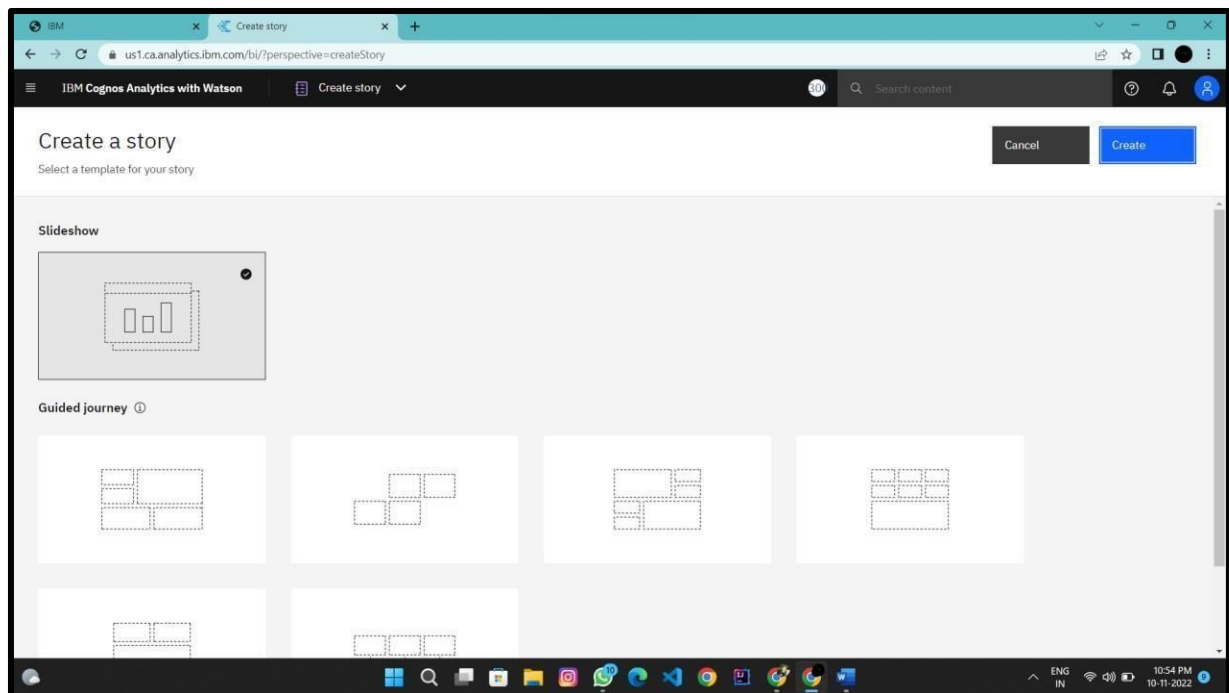 IBM
Create story
us1.ca.analytics.ibm.com/bi/?perspective=createStory
IBM Cognos Analytics with Watson
Create story
Search content
Create a story
Cancel
Create
Select a template for your story
Slideshow
Guided journey
10
ENG
IN
10:54 PM
10-11-2022
9